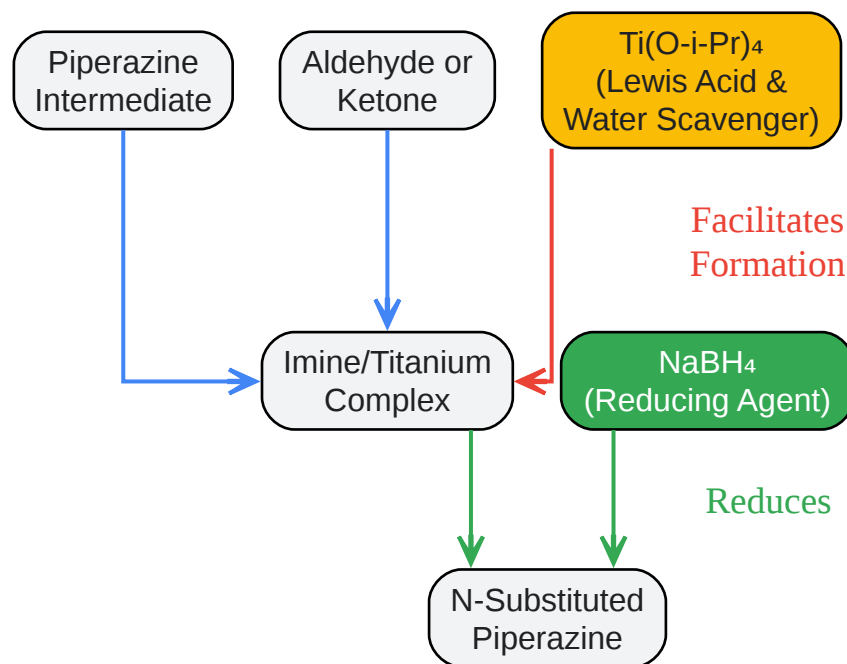 Piperazine
Intermediate
Aldehyde or
Ketone
Ti(O-i-Pr)₄
(Lewis Acid &
Water Scavenger)
Facilitates
Formation
Imine/Titanium
Complex
NaBH₄
(Reducing Agent)
Reduces
N-Substituted
Piperazine